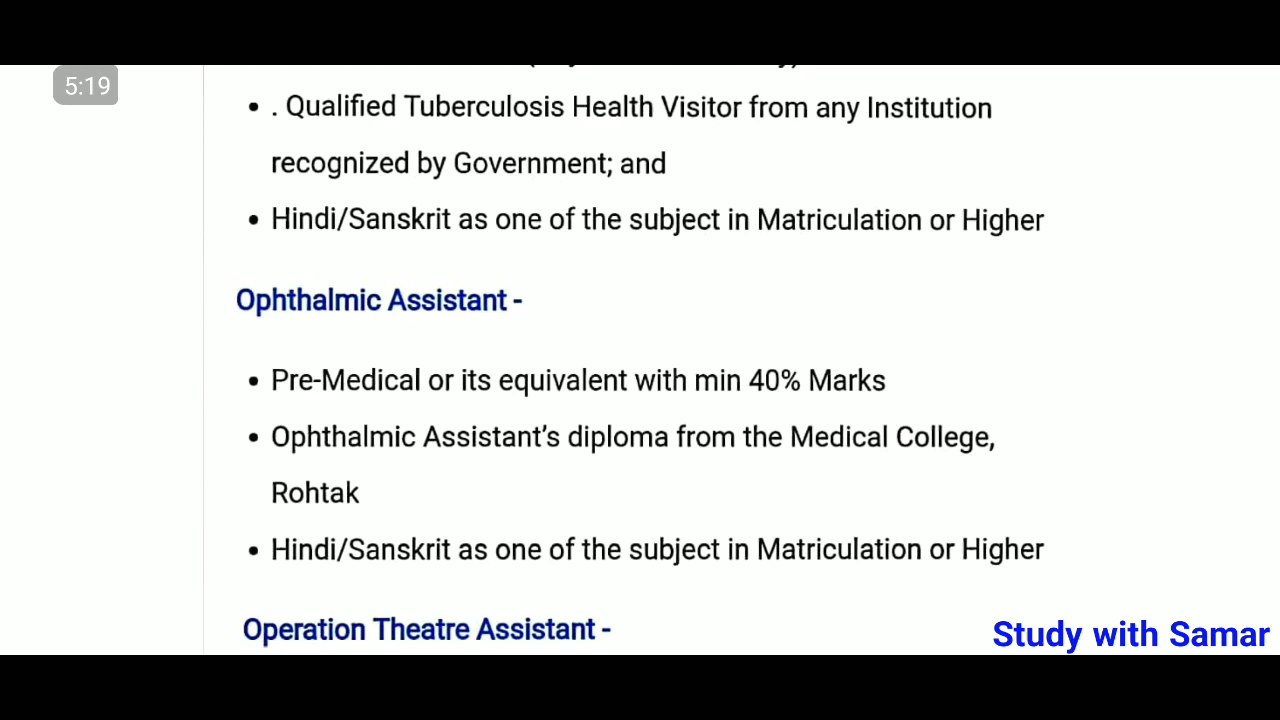 5:19
• . Qualified Tuberculosis Health Visitor from any Institution
recognized by Government; and
• Hindi/Sanskrit as one of the subject in Matriculation or Higher
Ophthalmic Assistant -
• Pre-Medical or its equivalent with min 40% Marks
• Ophthalmic Assistant’s diploma from the Medical College,
Rohtak
• Hindi/Sanskrit as one of the subject in Matriculation or Higher
Operation Theatre Assistant -
Study with Samar